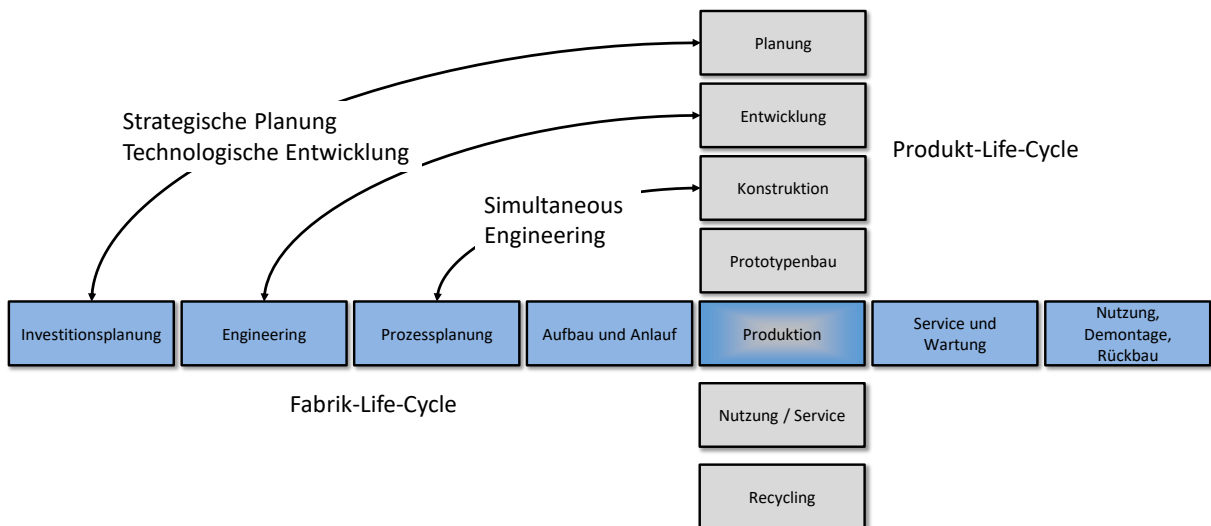 Planung
Strategische Planung
Technologische Entwicklung
Entwicklung
Produkt-Life-Cycle
Konstruktion
Simultaneous
Engineering
Prototypenbau
Investitionsplanung
Engineering
Prozessplanung
Aufbau und Anlauf
Produktion
Service und
Wartung
Nutzung,
Demontage,
Rückbau
Fabrik-Life-Cycle
Nutzung / Service
Recycling